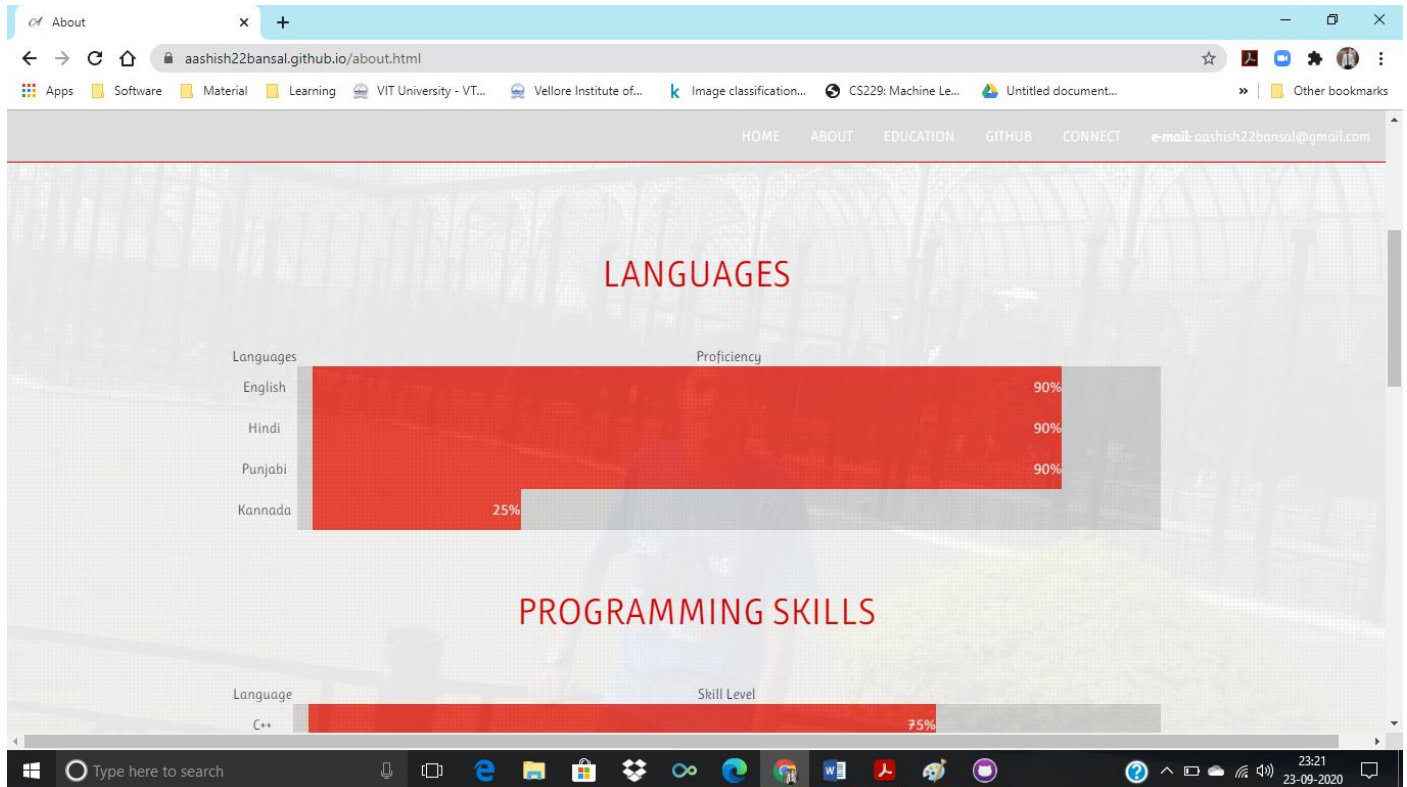 About
aashish22bansal.github.io/about.html
Apps Software Material Learning VIT University - VT... Vellore Institute of... k Image classification... CS229: Machine Le... Untitled document... » Other bookmarks
HOME ABOUT EDUCATION GITHUB CONNECT e-mail: aashish22bansal@gmail.com
LANGUAGES
Languages Proficiency
English 90%
Hindi 90%
Punjabi 90%
Kannada 25%
PROGRAMMING SKILLS
Language Skill Level
C++ 75%
Type here to search
23:21
23-09-2020